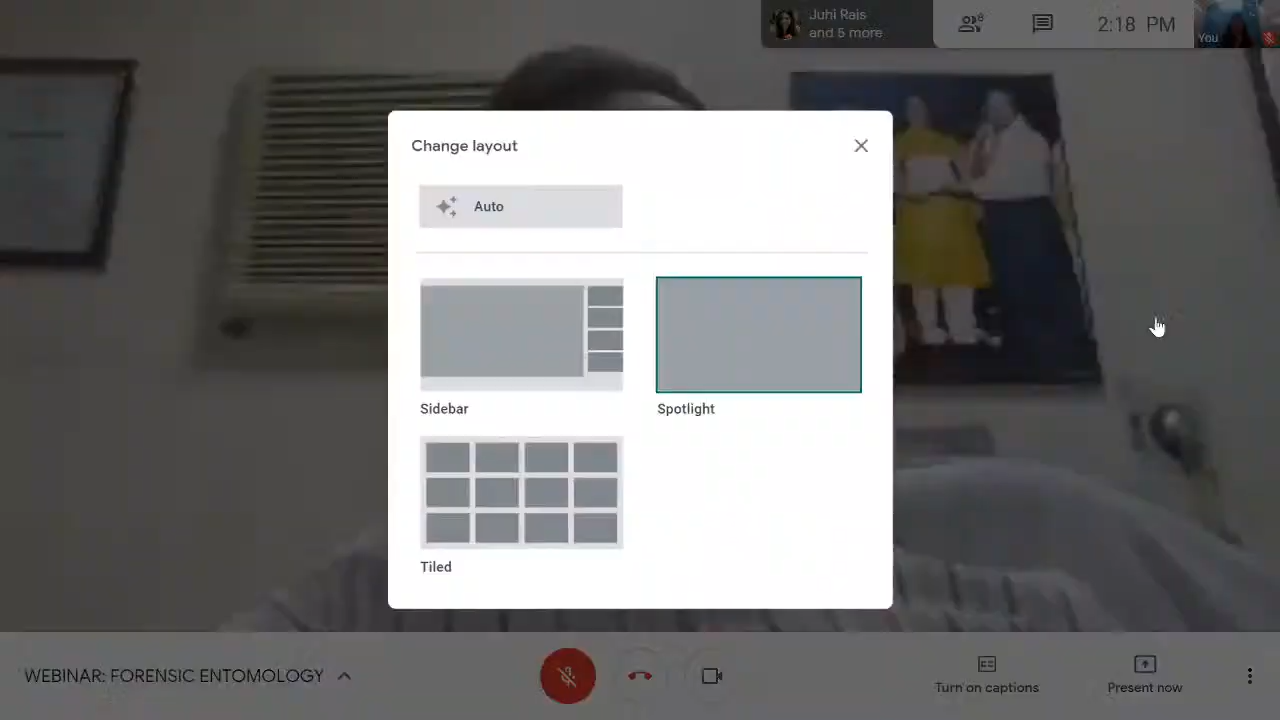 Juhi Rais
and 5 more
2:18 PM
You
Change layout
Auto
Sidebar
Spotlight
Tiled
WEBINAR: FORENSIC ENTOMOLOGY
Turn on captions
Present now